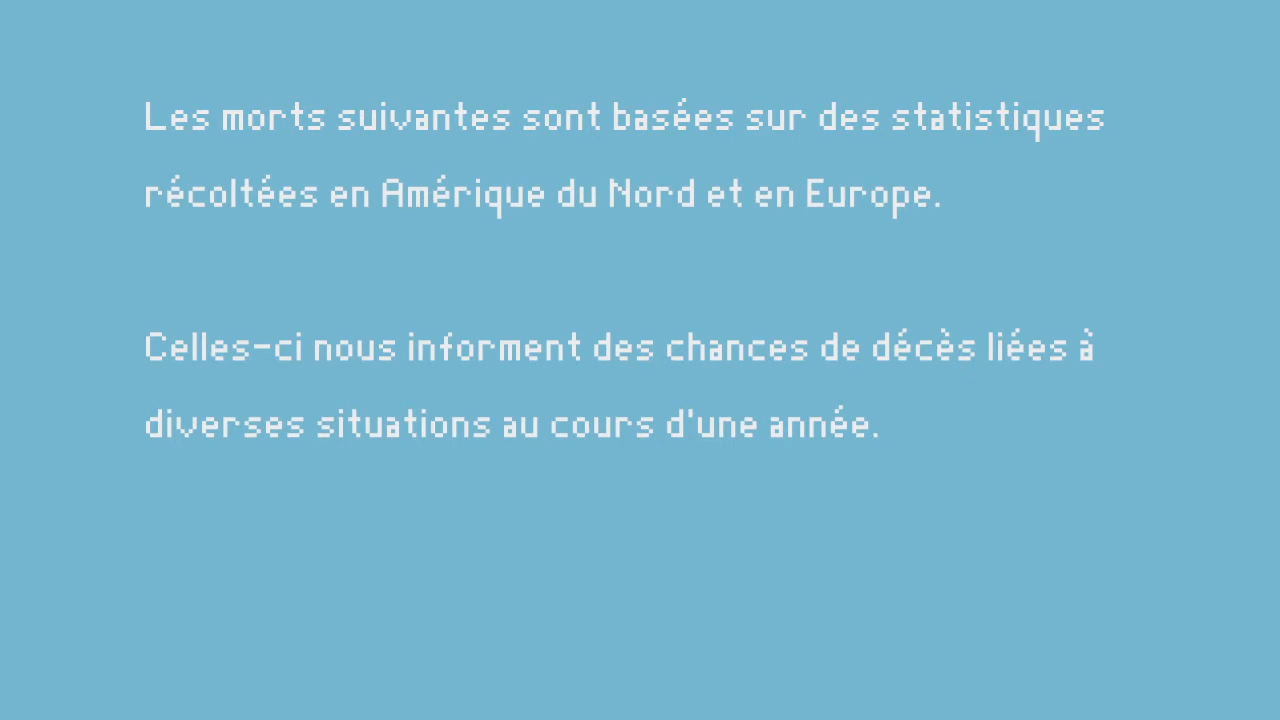 Les morts suivantes sont basées sur des statistiques
récoltées en Amérique du Nord et en Europe.
Celles-ci nous informent des chances de décès liées à
diverses situations au cours d'une année.